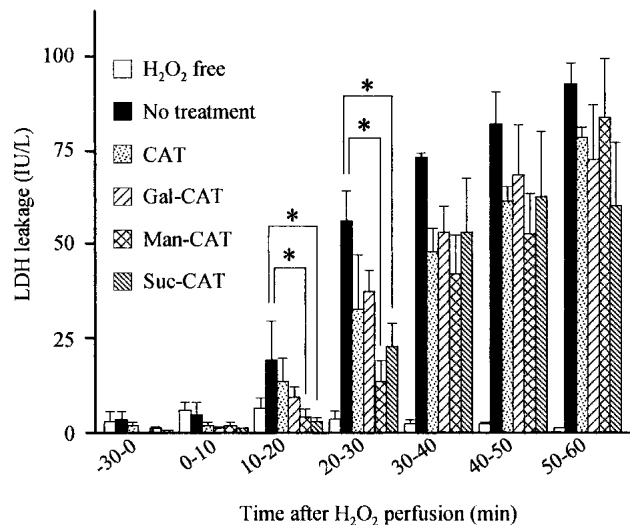 100
75
50
25
0
LDH leakage (IU/L)
H₂O₂ free
No treatment
CAT
Gal-CAT
Man-CAT
Suc-CAT
*
*
*
*
-30-0
0-10
10-20
20-30
30-40
40-50
50-60
Time after H₂O₂ perfusion (min)